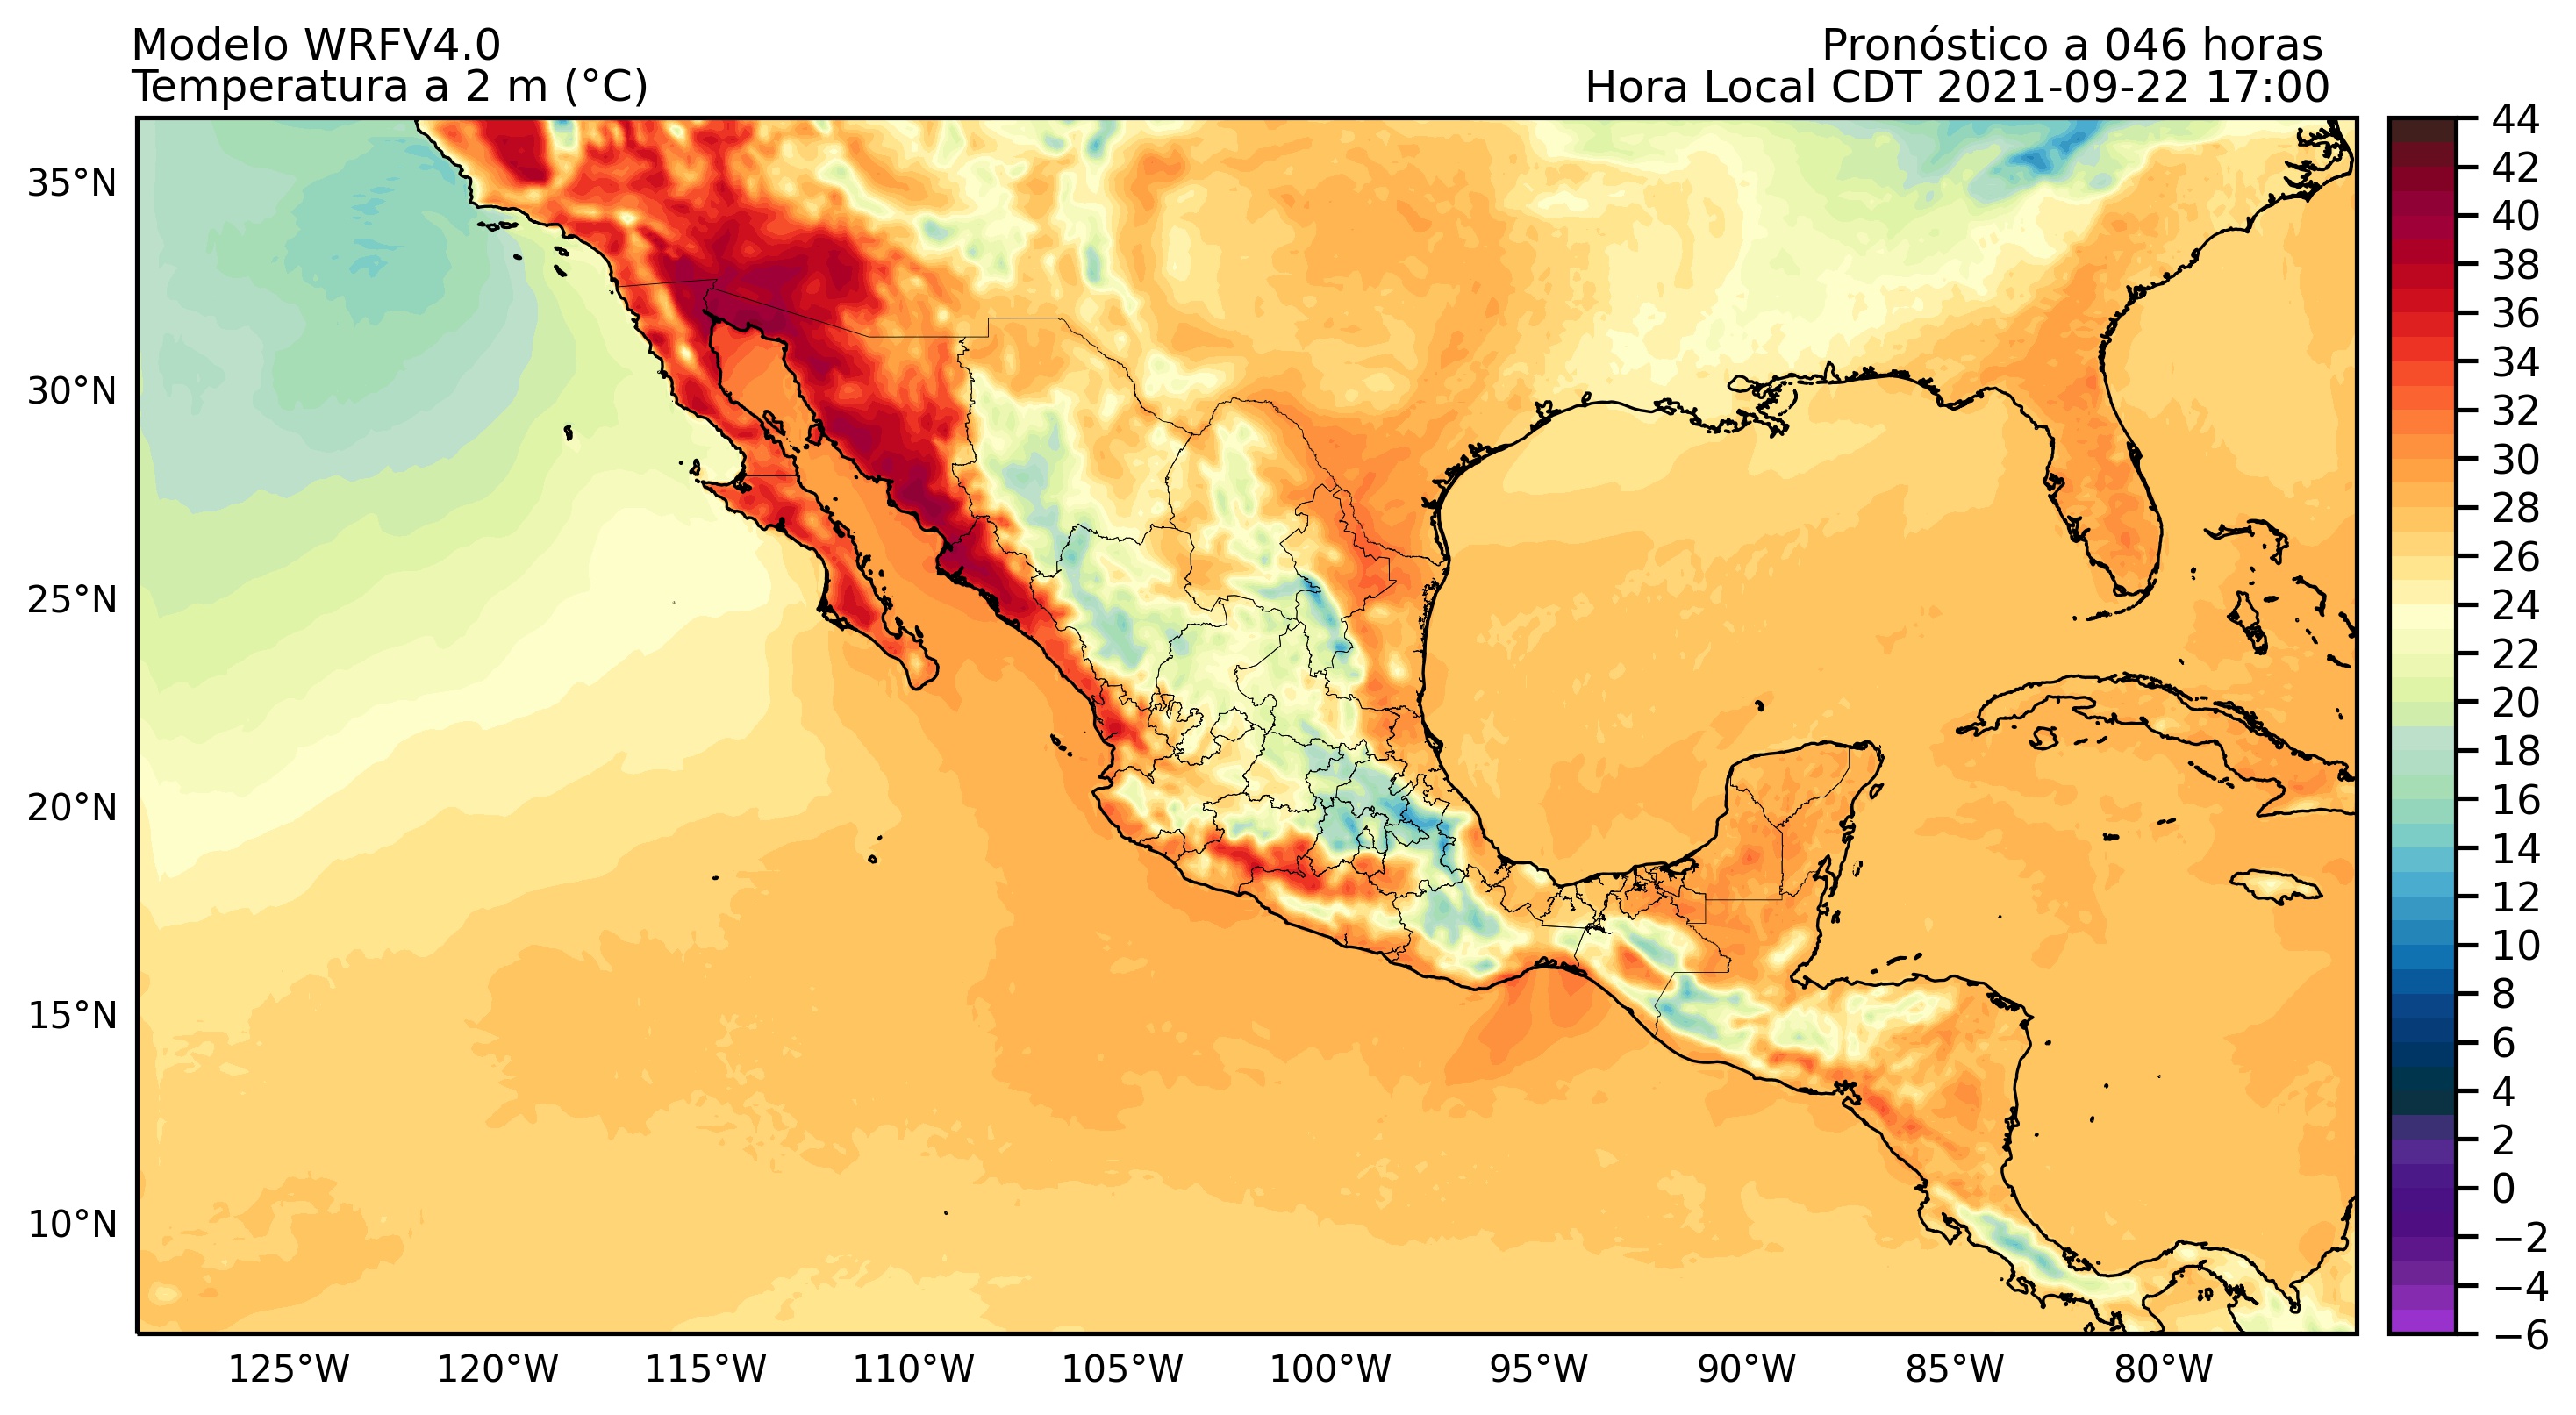 Modelo WRFV4.0
Temperatura a 2 m (°C)
Pronóstico a 046 horas
Hora Local CDT 2021-09-22 17:00
35°N
30°N
25°N
20°N
15°N
10°N
125°W
120°W
115°W
110°W
105°W
100°W
95°W
90°W
85°W
80°W
44
42
40
38
36
34
32
30
28
26
24
22
20
18
16
14
12
10
8
6
4
2
0
−2
−4
−6